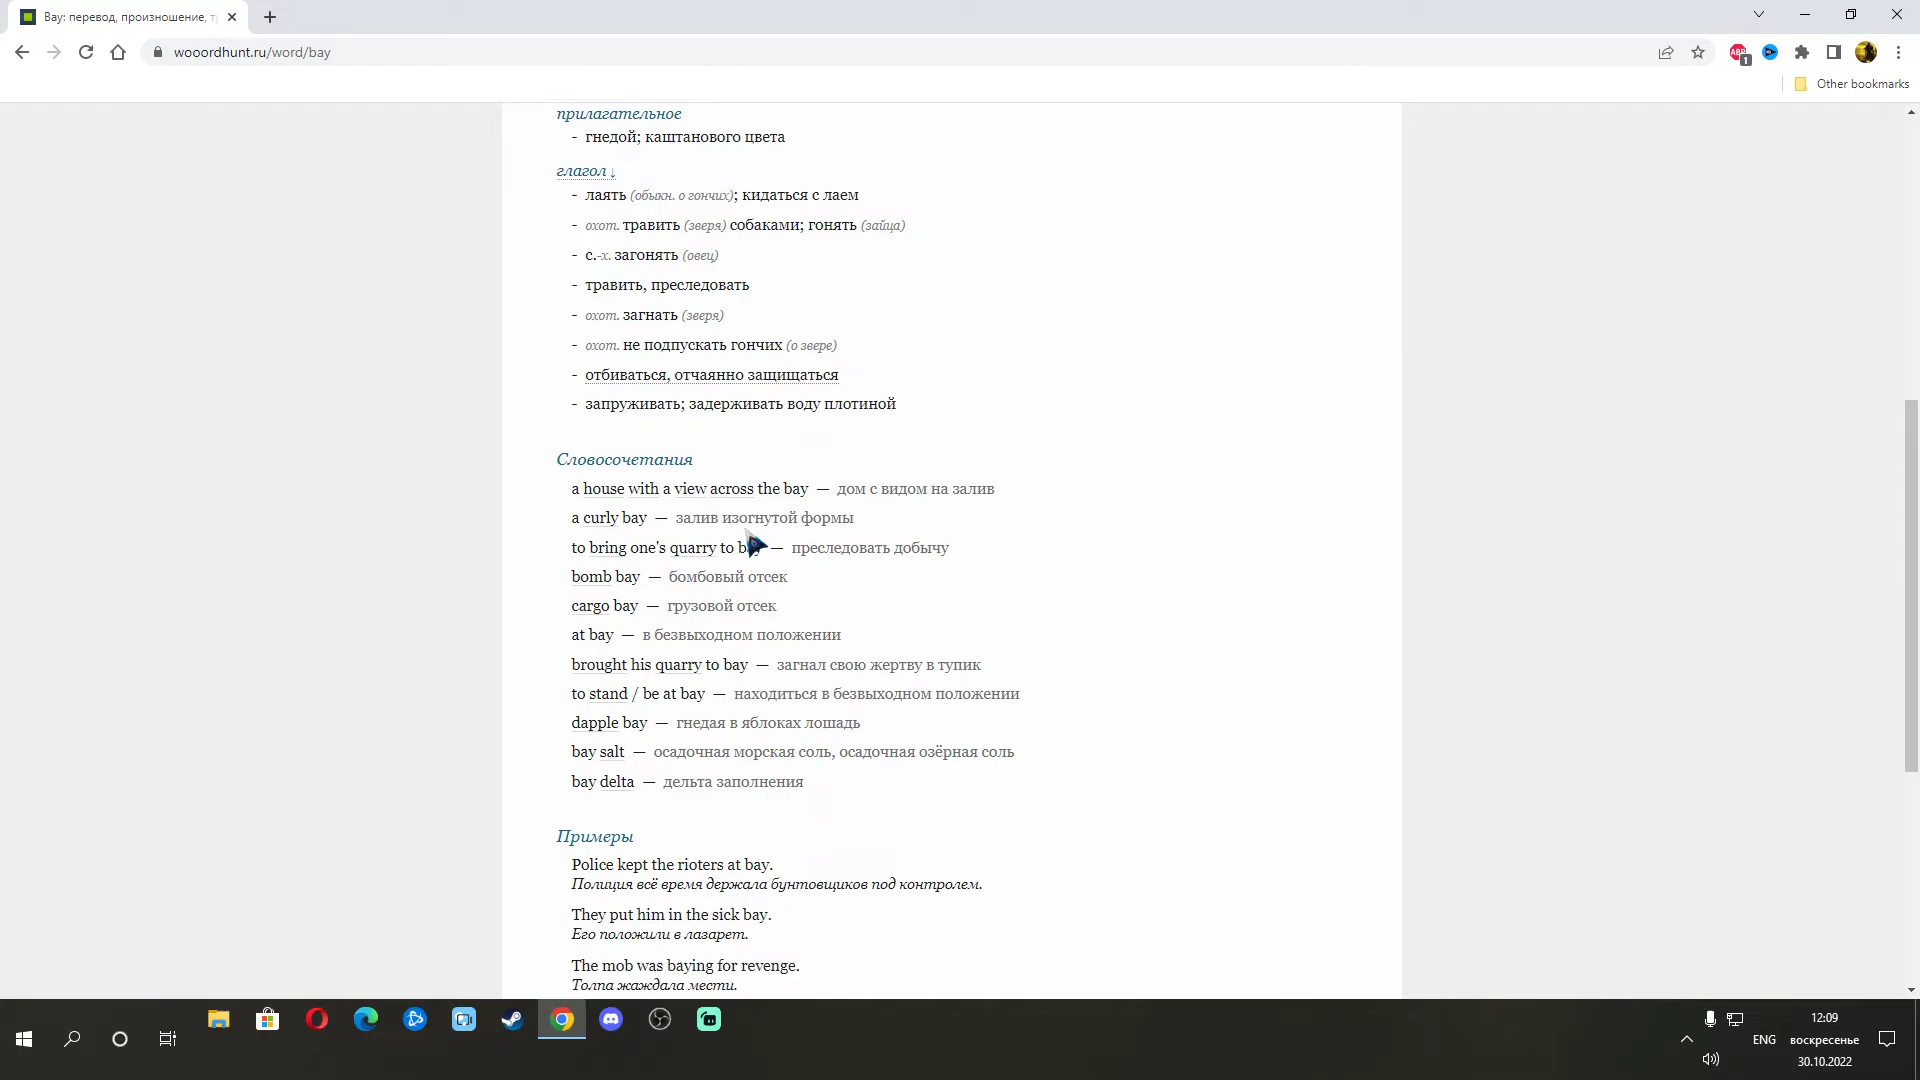 Bay: перевод, произношение, т
wooordhunt.ru/word/bay
ABP
1
Other bookmarks
прилагательное
- гнедой; каштанового цвета
глагол ↓
- лаять (обыкн. о гончих); кидаться с лаем
- охот. травить (зверя) собаками; гонять (зайца)
- с.-х. загонять (овец)
- травить, преследовать
- охот. загнать (зверя)
- охот. не подпускать гончих (о звере)
- отбиваться, отчаянно защищаться
- запруживать; задерживать воду плотиной
Словосочетания
a house with a view across the bay — дом с видом на залив
a curly bay — залив изогнутой формы
to bring one's quarry to bay — преследовать добычу
bomb bay — бомбовый отсек
cargo bay — грузовой отсек
at bay — в безвыходном положении
brought his quarry to bay — загнал свою жертву в тупик
to stand / be at bay — находиться в безвыходном положении
dapple bay — гнедая в яблоках лошадь
bay salt — осадочная морская соль, осадочная озёрная соль
bay delta — дельта заполнения
Примеры
Police kept the rioters at bay.
Полиция всё время держала бунтовщиков под контролем.
They put him in the sick bay.
Его положили в лазарет.
The mob was baying for revenge.
Толпа жаждала мести.
12:09
ENG воскресенье
30.10.2022